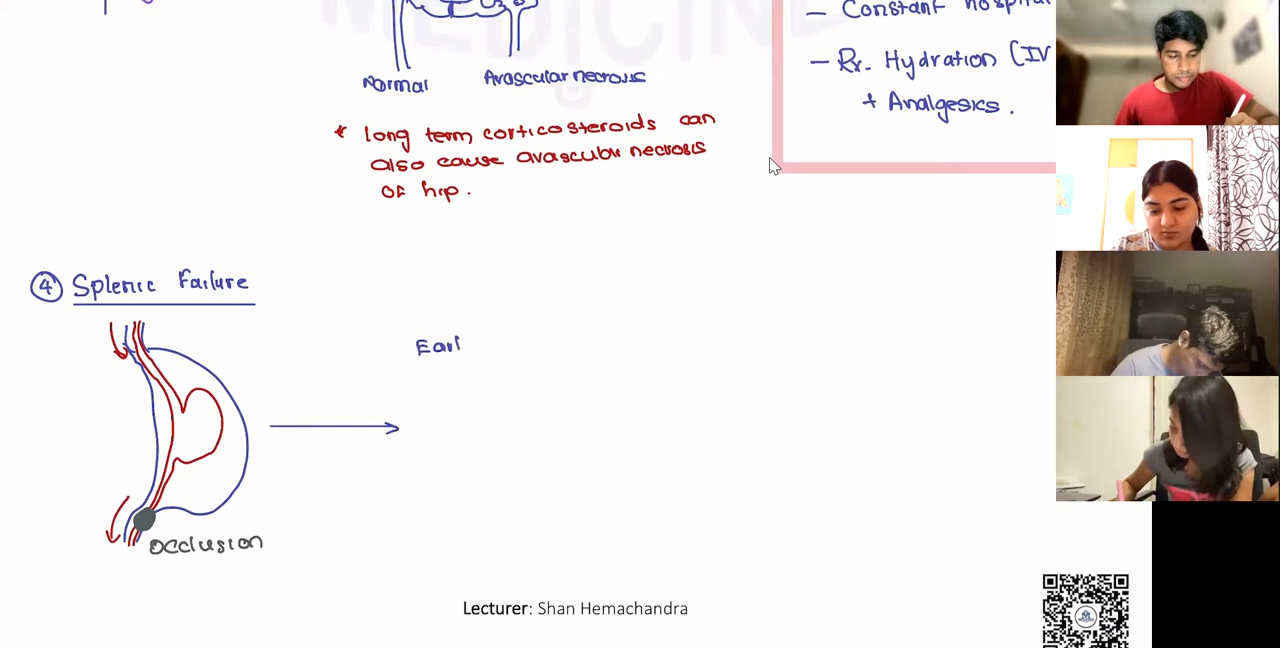 MEDICINE
Normal
Avascular necrosis
* long term corticosteroids can
also cause avascular necrosis
of hip.
– Constant hospital
– Rx. Hydration (IV
+ Analgesics.
4 Splenic Failure
Earl
Occlusion
Lecturer: Shan Hemachandra